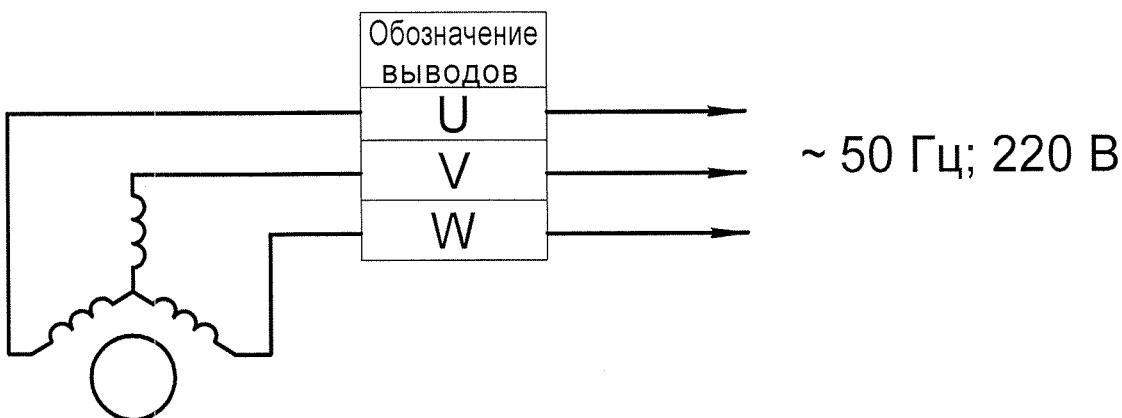 Обозначение
выводов
U
V
W
~ 50 Гц; 220 В